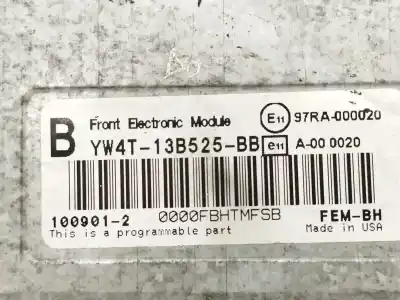 B Front Electronic Module E11 97RA-000020
YW4T-13B525-BB e11 A-00 0020
100901-2 0000FBHTMFSB FEM-BH
This is a programmable part Made in USA